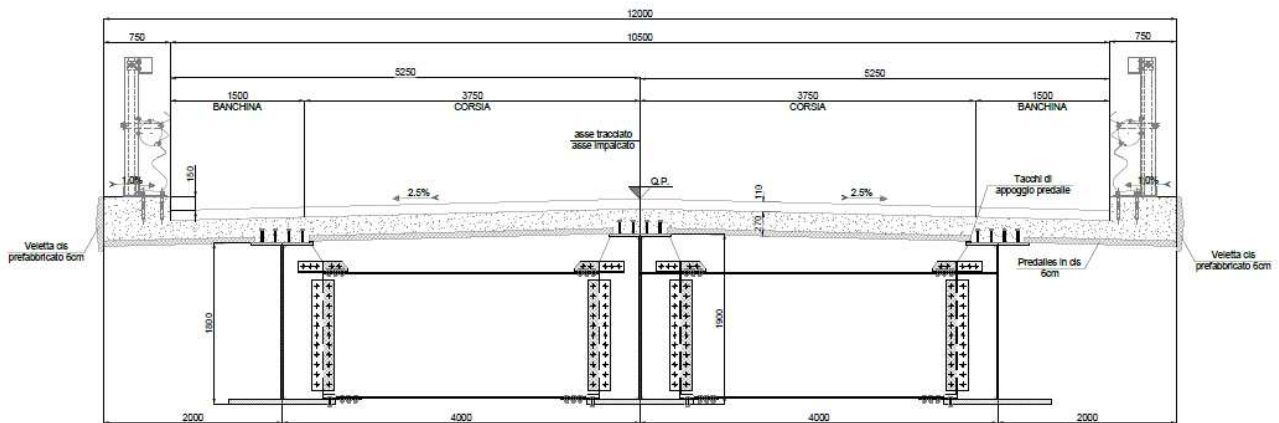 12000
750
10500
750
5250
5250
1500
3750
3750
1500
BANCHINA
CORSIA
CORSIA
BANCHINA
asse tracciato
asse impalcato
150
Q.P.
Tacchi di
appoggio predalle
1.0%
2.5%
110
2.5%
1.0%
270
Veletta cls
prefabbricato 6cm
Predalles in cls
6cm
Veletta cls
prefabbricato 6cm
1800
1900
2000
4000
4000
2000